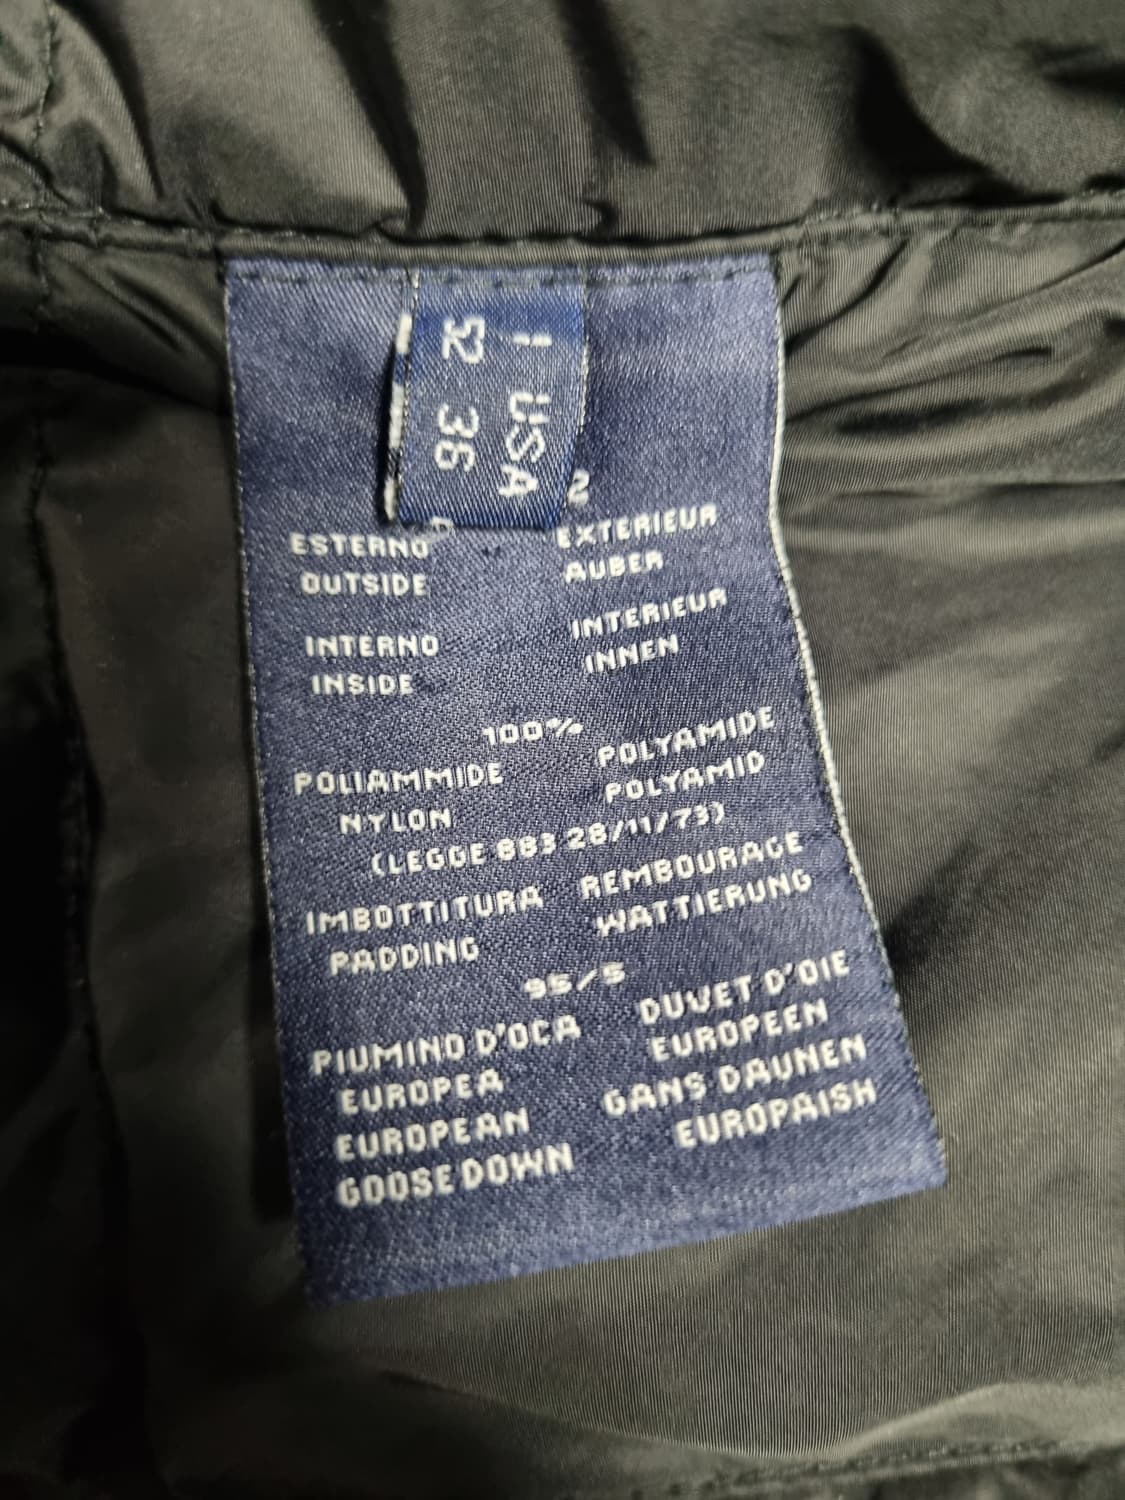 I USA
52 36
2
ESTERNO EXTERIEUR
OUTSIDE AUBER
INTERNO INTERIEUR
INSIDE INNEN
100%
POLIAMMIDE POLYAMIDE
NYLON POLYAMID
(LEGGE 883 28/11/73)
IMBOTTITURA REMBOURAGE
PADDING WATTIERUNG
95/5
PIUMINO D'OCA DUVET D'OIE
EUROPEA EUROPEEN
EUROPEAN GANS DAUNEN
GOOSE DOWN EUROPAISH